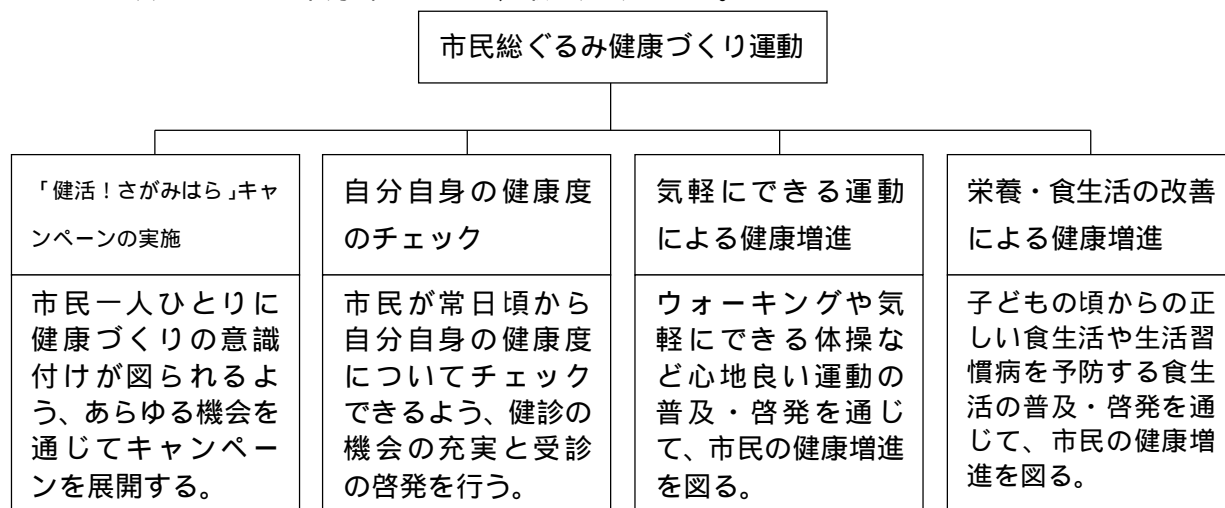 市民総ぐるみ健康づくり運動
「健活！さがみはら」キャ
ンペーンの実施
市民一人ひとりに
健康づくりの意識
付けが図られるよ
う、あらゆる機会を
通じてキャンペー
ンを展開する。
自分自身の健康度
のチェック
市民が常日頃から
自分自身の健康度
についてチェック
できるよう、健診の
機会の充実と受診
の啓発を行う。
気軽にできる運動
による健康増進
ウォーキングや気
軽にできる体操な
ど心地良い運動の
普及・啓発を通じ
て、市民の健康増進
を図る。
栄養・食生活の改善
による健康増進
子どもの頃からの正
しい食生活や生活習
慣病を予防する食生
活の普及・啓発を通
じて、市民の健康増
進を図る。